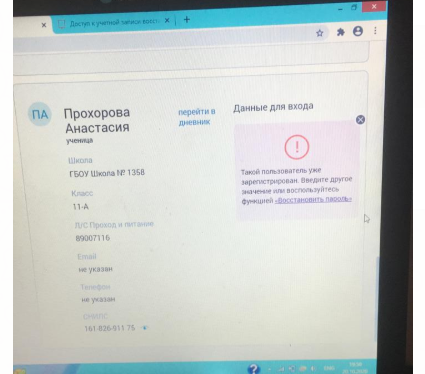 Доступ к учетной записи восст
ПА
Прохорова
Анастасия
ученица
перейти в
дневник
Данные для входа
Такой пользователь уже
зарегистрирован. Введите другое
значение или воспользуйтесь
функцией «Восстановить пароль»
Школа
ГБОУ Школа № 1358
Класс
11-А
Л/С Проход и питание
89007116
Email
не указан
Телефон
не указан
СНИЛС
161-826-911 75